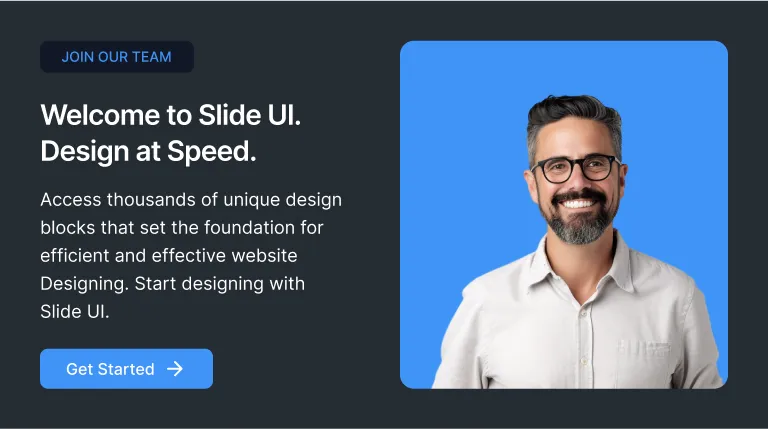 JOIN OUR TEAM
Welcome to Slide UI.
Design at Speed.
Access thousands of unique design
blocks that set the foundation for
efficient and effective website
Designing. Start designing with
Slide UI.
Get Started